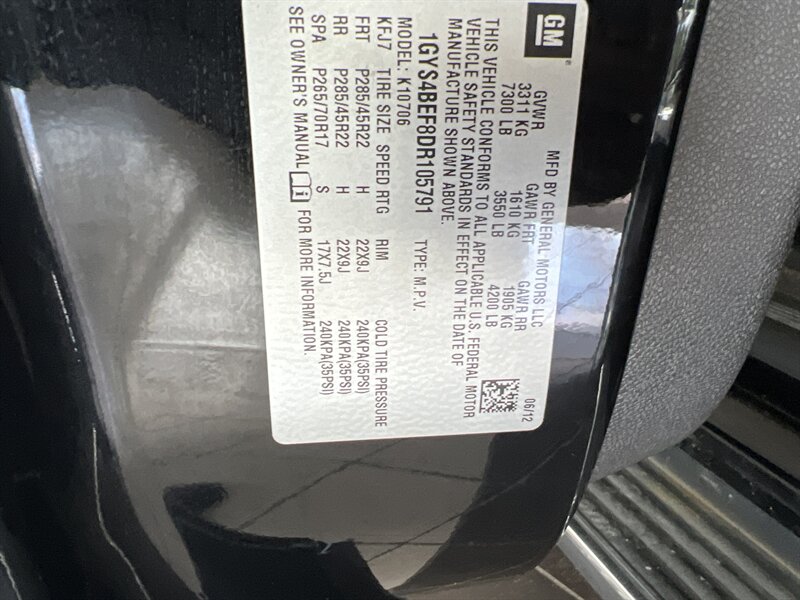 GM
MFD BY GENERAL MOTORS LLC 06/12
GVWR GAWR FRT GAWR RR
3311 KG 1610 KG 1905 KG
7300 LB 3550 LB 4200 LB
THIS VEHICLE CONFORMS TO ALL APPLICABLE U.S. FEDERAL MOTOR
VEHICLE SAFETY STANDARDS IN EFFECT ON THE DATE OF
MANUFACTURE SHOWN ABOVE.
1GYS4BEF8DR105791 TYPE: M.P.V.
MODEL: K10706
KFJ7 TIRE SIZE SPEED RTG RIM COLD TIRE PRESSURE
FRT P285/45R22 H 22X9J 240KPA(35PSI)
RR P285/45R22 H 22X9J 240KPA(35PSI)
SPA P265/70R17 S 17X7.5J 240KPA(35PSI)
SEE OWNER'S MANUAL i FOR MORE INFORMATION.